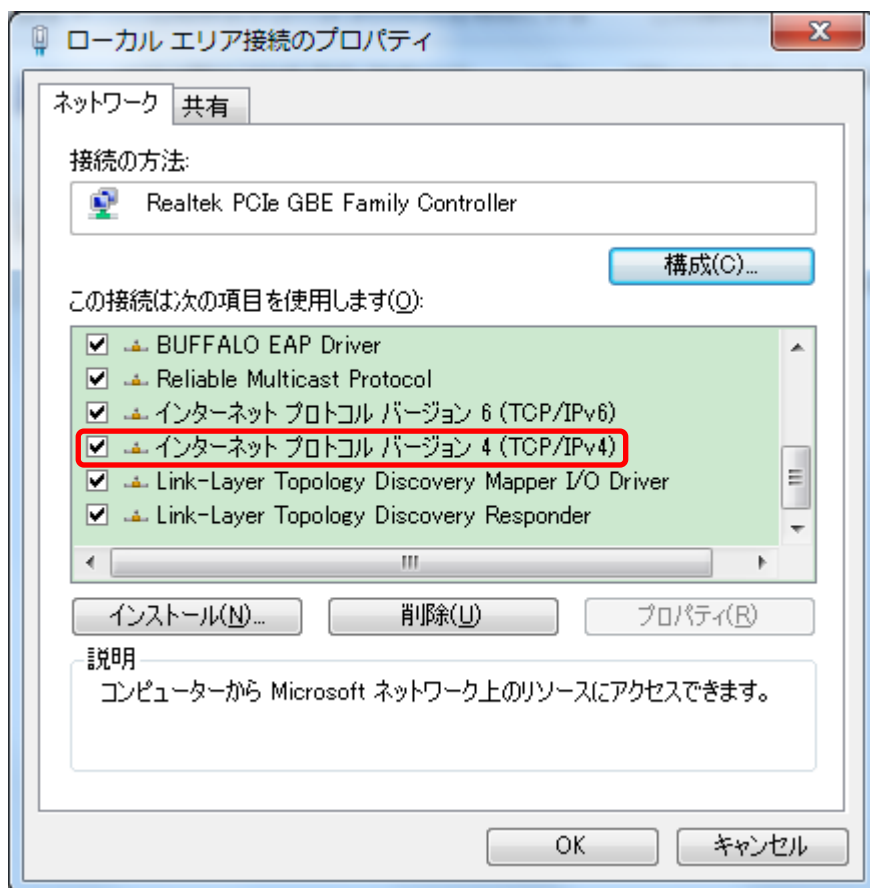 ローカル エリア接続のプロパティ
ネットワーク 共有
接続の方法:
Realtek PCIe GBE Family Controller
構成(C)...
この接続は次の項目を使用します(O):
BUFFALO EAP Driver
Reliable Multicast Protocol
インターネット プロトコル バージョン 6 (TCP/IPv6)
インターネット プロトコル バージョン 4 (TCP/IPv4)
Link-Layer Topology Discovery Mapper I/O Driver
Link-Layer Topology Discovery Responder
インストール(N)... 削除(U) プロパティ(R)
説明
コンピューターから Microsoft ネットワーク上のリソースにアクセスできます。
OK キャンセル